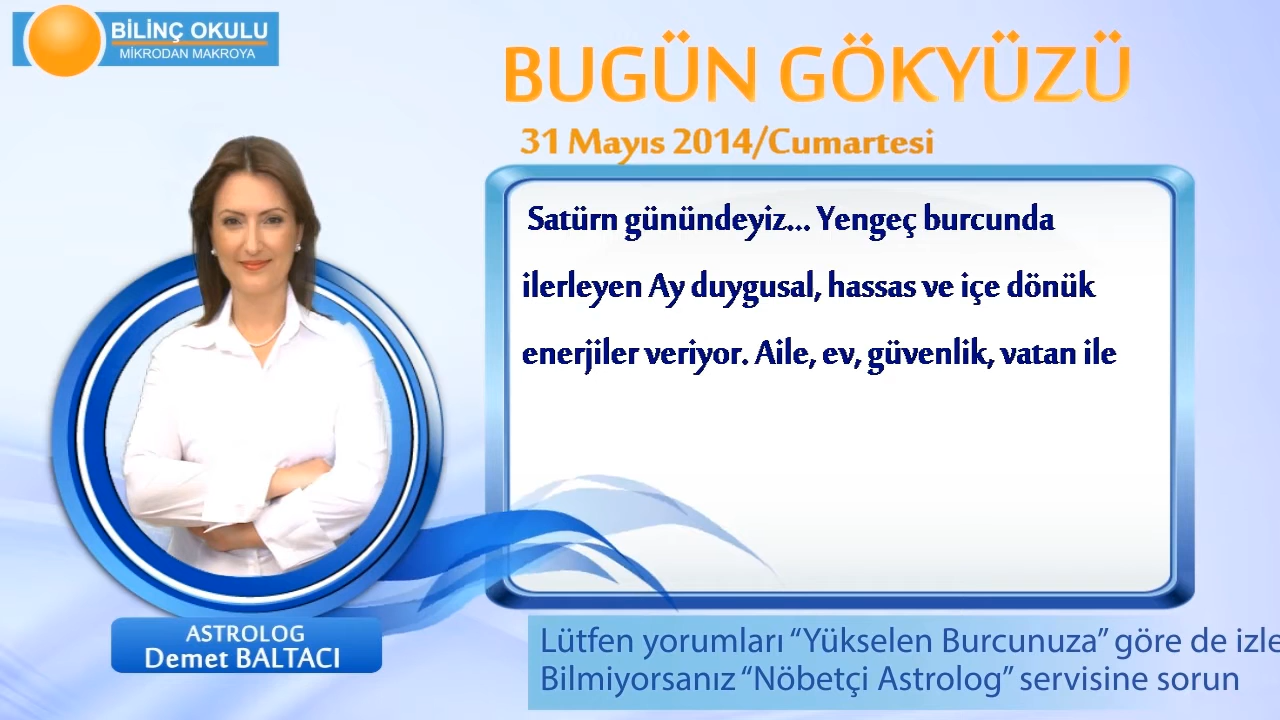 BİLİNÇ OKULU
MİKRODAN MAKROYA
BUGÜN GÖKYÜZÜ
31 Mayıs 2014/Cumartesi
Satürn günündeyiz... Yengeç burcunda
ilerleyen Ay duygusal, hassas ve içe dönük
enerjiler veriyor. Aile, ev, güvenlik, vatan ile
ASTROLOG
Demet BALTACI
Lütfen yorumları “Yükselen Burcunuza” göre de izle
Bilmiyorsanız “Nöbetçi Astrolog” servisine sorun